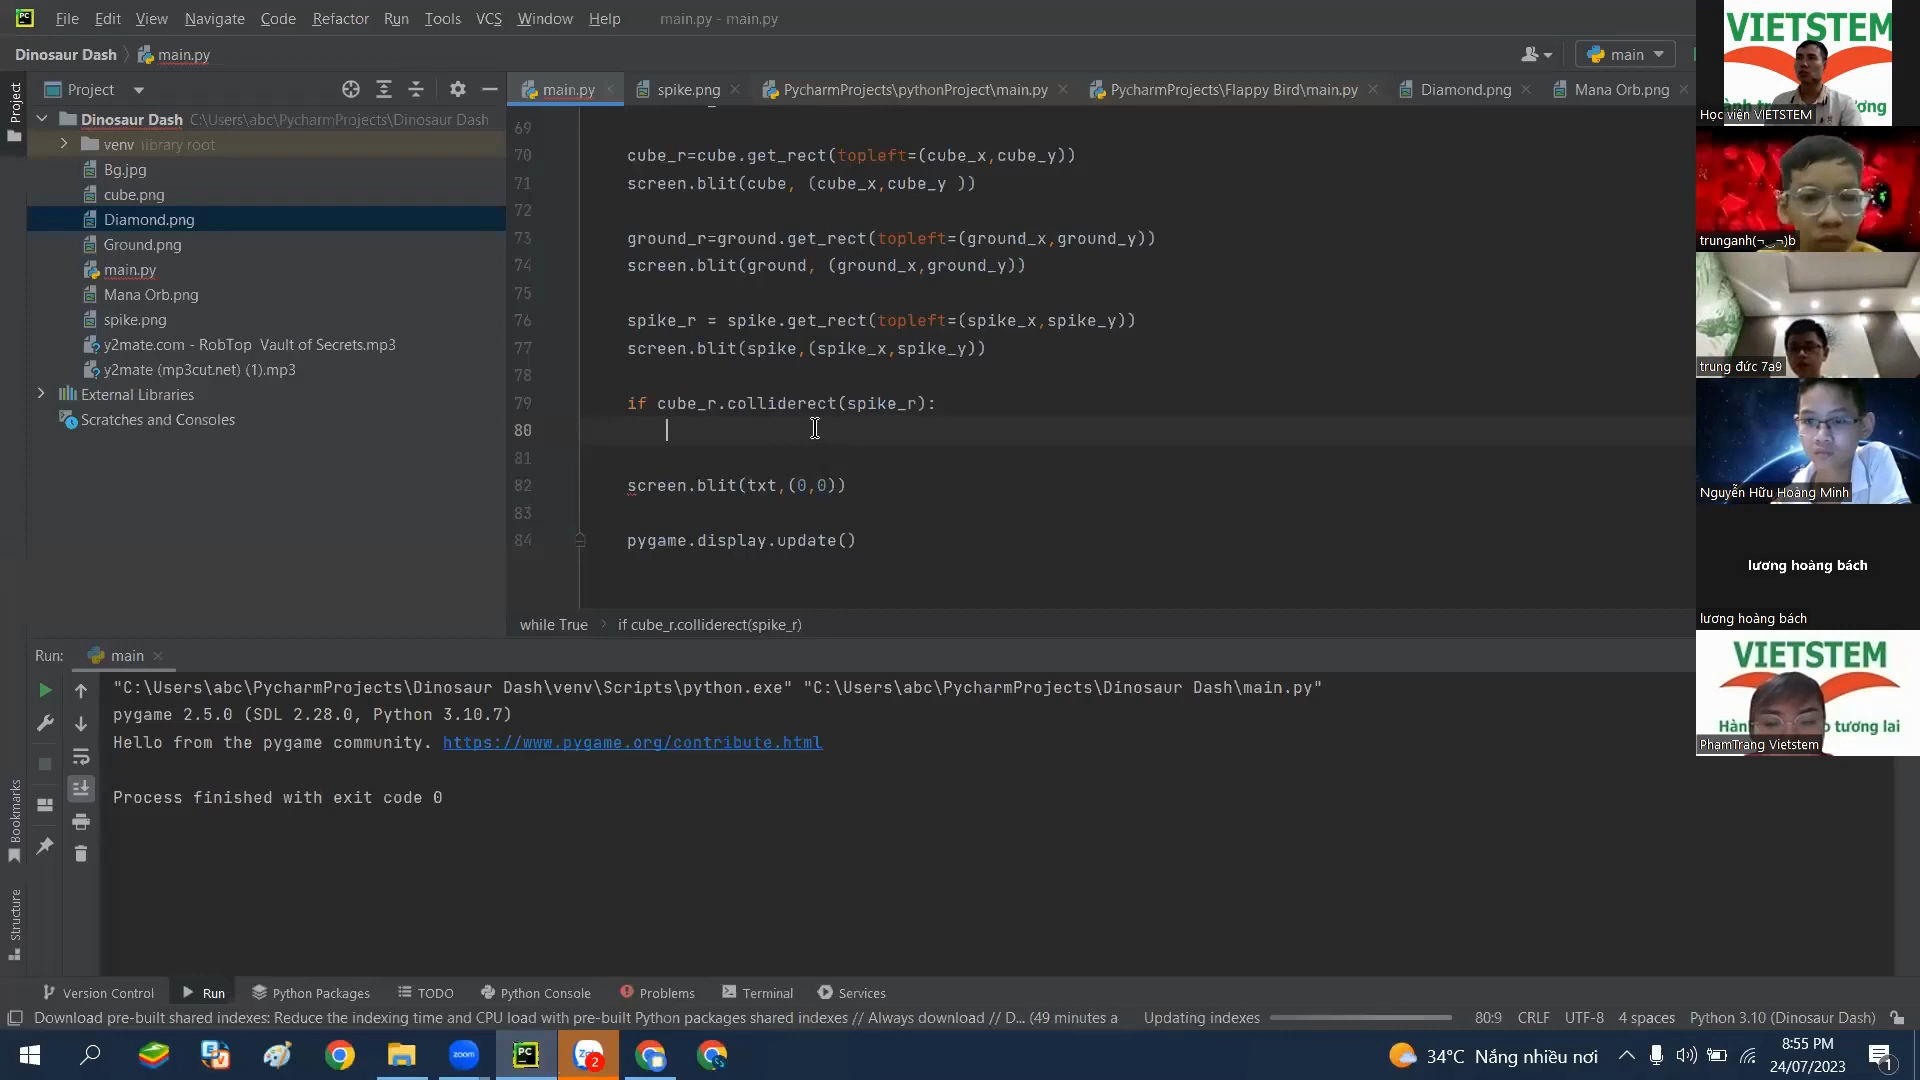 File Edit View Navigate Code Refactor Run Tools VCS Window Help main.py - main.py
Dinosaur Dash main.py
main
Project
Project
main.py spike.png PycharmProjects\pythonProject\main.py PycharmProjects\Flappy Bird\main.py Diamond.png Mana Orb.png
Dinosaur Dash C:\Users\abc\PycharmProjects\Dinosaur Dash
venv library root
Bg.jpg
cube.png
Diamond.png
Ground.png
main.py
Mana Orb.png
spike.png
y2mate.com - RobTop Vault of Secrets.mp3
y2mate (mp3cut.net) (1).mp3
External Libraries
Scratches and Consoles
69
70 cube_r=cube.get_rect(topleft=(cube_x,cube_y))
71 screen.blit(cube, (cube_x,cube_y ))
72
73 ground_r=ground.get_rect(topleft=(ground_x,ground_y))
74 screen.blit(ground, (ground_x,ground_y))
75
76 spike_r = spike.get_rect(topleft=(spike_x,spike_y))
77 screen.blit(spike,(spike_x,spike_y))
78
79 if cube_r.colliderect(spike_r):
80
81
82 screen.blit(txt,(0,0))
83
84 pygame.display.update()
while True if cube_r.colliderect(spike_r)
Run: main
"C:\Users\abc\PycharmProjects\Dinosaur Dash\venv\Scripts\python.exe" "C:\Users\abc\PycharmProjects\Dinosaur Dash\main.py"
pygame 2.5.0 (SDL 2.28.0, Python 3.10.7)
Hello from the pygame community. https://www.pygame.org/contribute.html
Process finished with exit code 0
Bookmarks
Structure
Version Control Run Python Packages TODO Python Console Problems Terminal Services
Download pre-built shared indexes: Reduce the indexing time and CPU load with pre-built Python packages shared indexes // Always download // D... (49 minutes a Updating indexes 80:9 CRLF UTF-8 4 spaces Python 3.10 (Dinosaur Dash)
zoom PC 2 34°C Nắng nhiều nơi 8:55 PM
24/07/2023
1
VIETSTEM
Học viện VIETSTEM
trunganh(¬‿¬)b
trung đức 7a9
Nguyễn Hữu Hoàng Minh
lương hoàng bách
lương hoàng bách
VIETSTEM
Hành o tương lai
PhamTrang Vietstem